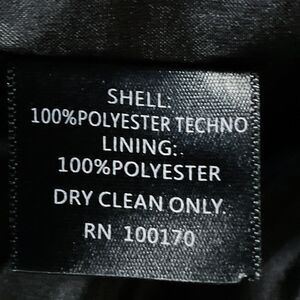 SHELL:
100%POLYESTER TECHNO
LINING:
100%POLYESTER
DRY CLEAN ONLY.
RN 100170